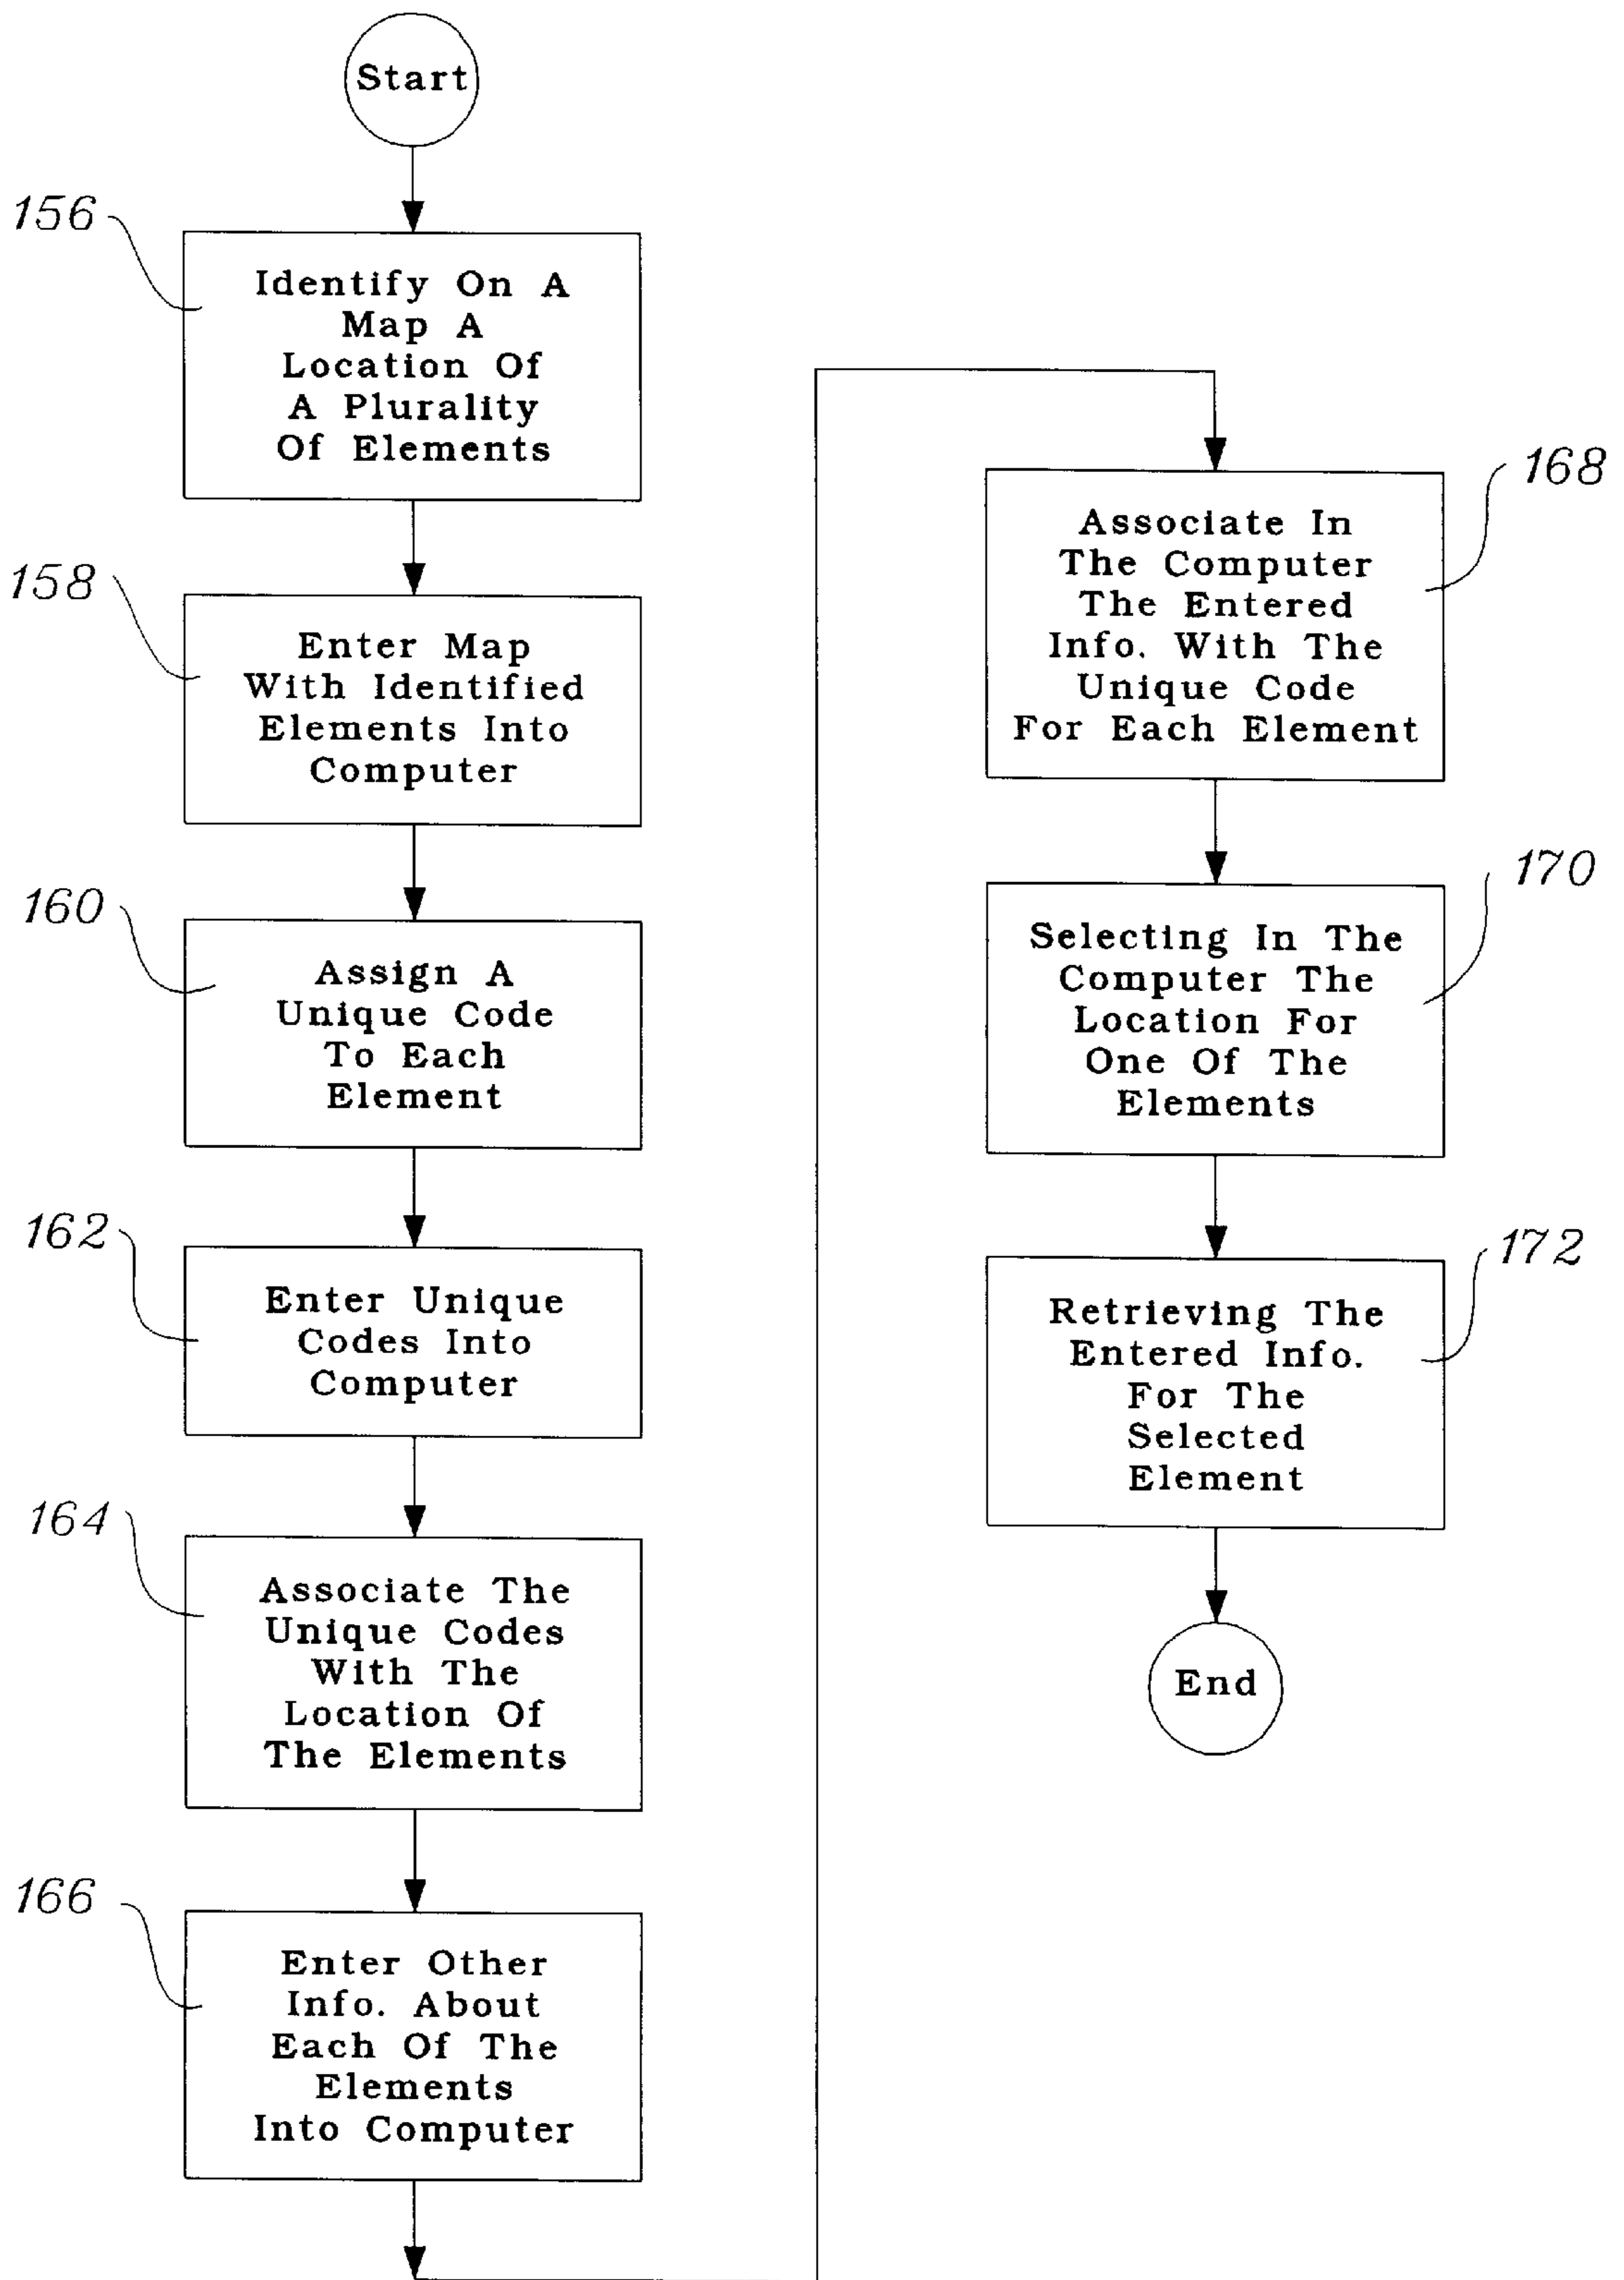 Start
156
Identify On A
Map A
Location Of
A Plurality
Of Elements
158
Enter Map
With Identified
Elements Into
Computer
160
Assign A
Unique Code
To Each
Element
162
Enter Unique
Codes Into
Computer
164
Associate The
Unique Codes
With The
Location Of
The Elements
166
Enter Other
Info. About
Each Of The
Elements
Into Computer
168
Associate In
The Computer
The Entered
Info. With The
Unique Code
For Each Element
170
Selecting In The
Computer The
Location For
One Of The
Elements
172
Retrieving The
Entered Info.
For The
Selected
Element
End